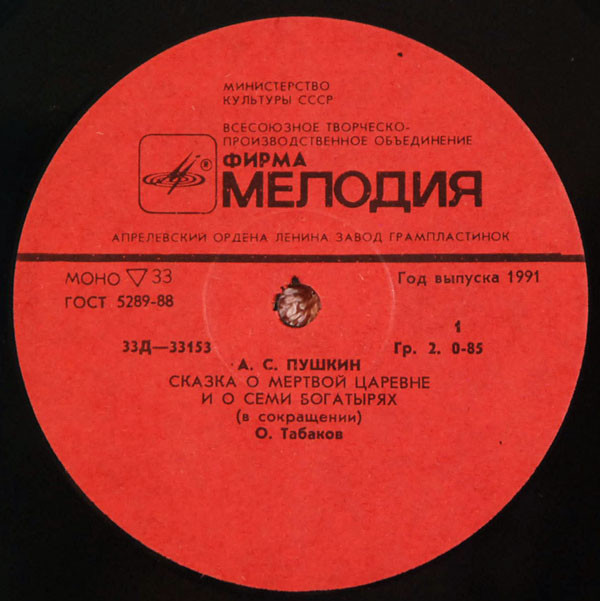 МИНИСТЕРСТВО
КУЛЬТУРЫ СССР
ВСЕСОЮЗНОЕ ТВОРЧЕСКО-
ПРОИЗВОДСТВЕННОЕ ОБЪЕДИНЕНИЕ
®
ФИРМА
МЕЛОДИЯ
АПРЕЛЕВСКИЙ ОРДЕНА ЛЕНИНА ЗАВОД ГРАМПЛАСТИНОК
МОНО ▽ 33 Год выпуска 1991
ГОСТ 5289-88
1
33Д—33153 Гр. 2. 0-85
А. С. ПУШКИН
СКАЗКА О МЕРТВОЙ ЦАРЕВНЕ
И О СЕМИ БОГАТЫРЯХ
(в сокращении)
О. Табаков